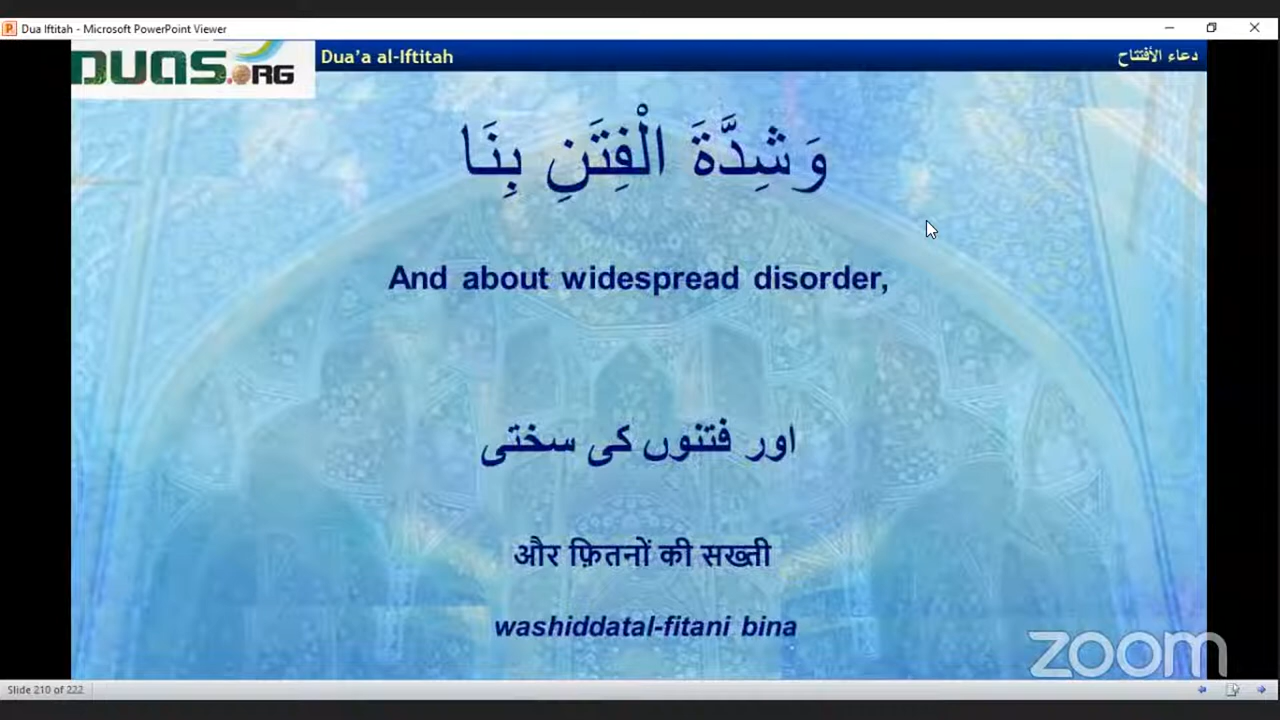 Dua Iftitah - Microsoft PowerPoint Viewer
DUAS.ORG
Dua'a al-Iftitah
دعاء الأفتتاح
وَشِدَّةَ الْفِتَنِ بِنَا
And about widespread disorder,
اور فتنوں کی سختی
और फ़ितनों की सख्ती
washiddatal-fitani bina
zoom
Slide 210 of 222